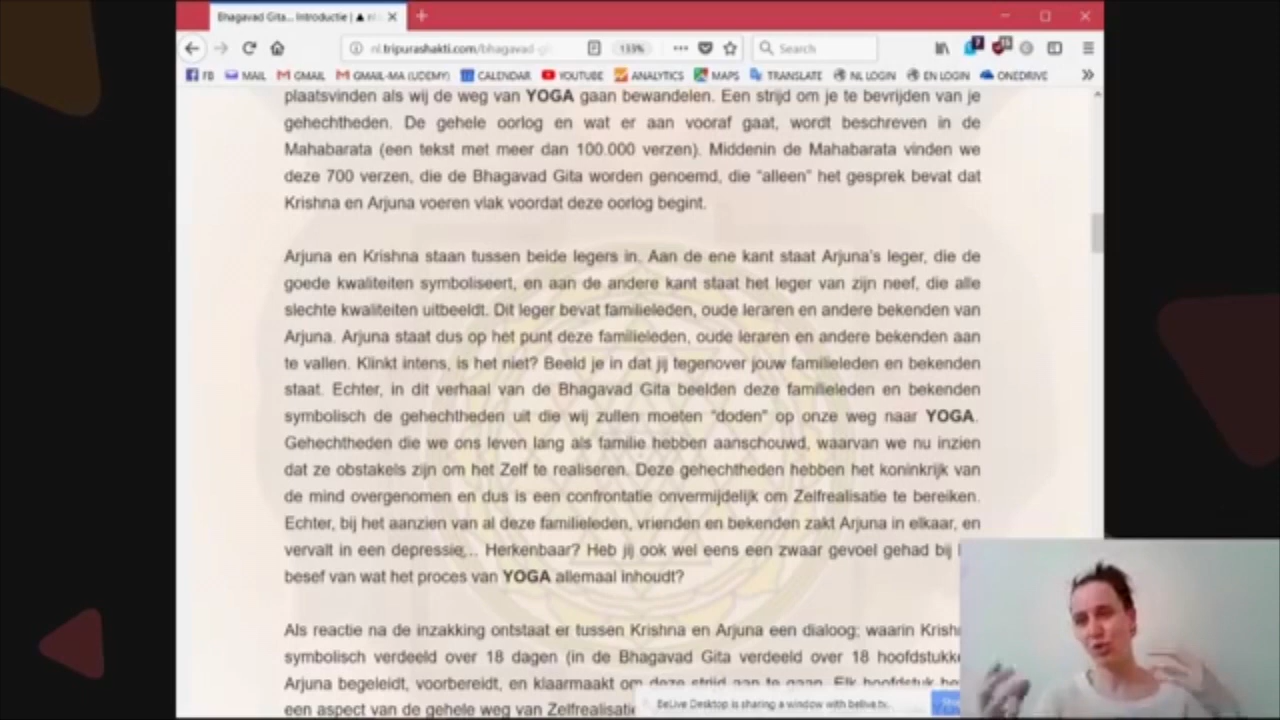 Bhagavad Gita... Introductie | ▲ nl
nl.tripurashakti.com/bhagavad-gi
133%
Search
FB MAIL GMAIL GMAIL-MA (UDEMY) CALENDAR YOUTUBE ANALYTICS MAPS TRANSLATE NL LOGIN EN LOGIN ONEDRIVE
plaatsvinden als wij de weg van YOGA gaan bewandelen. Een strijd om je te bevrijden van je
gehechtheden. De gehele oorlog en wat er aan vooraf gaat, wordt beschreven in de
Mahabarata (een tekst met meer dan 100.000 verzen). Middenin de Mahabarata vinden we
deze 700 verzen, die de Bhagavad Gita worden genoemd, die “alleen” het gesprek bevat dat
Krishna en Arjuna voeren vlak voordat deze oorlog begint.
Arjuna en Krishna staan tussen beide legers in. Aan de ene kant staat Arjuna's leger, die de
goede kwaliteiten symboliseert, en aan de andere kant staat het leger van zijn neef, die alle
slechte kwaliteiten uitbeeldt. Dit leger bevat familieleden, oude leraren en andere bekenden van
Arjuna. Arjuna staat dus op het punt deze familieleden, oude leraren en andere bekenden aan
te vallen. Klinkt intens, is het niet? Beeld je in dat jij tegenover jouw familieleden en bekenden
staat. Echter, in dit verhaal van de Bhagavad Gita beelden deze familieleden en bekenden
symbolisch de gehechtheden uit die wij zullen moeten “doden” op onze weg naar YOGA.
Gehechtheden die we ons leven lang als familie hebben aanschouwd, waarvan we nu inzien
dat ze obstakels zijn om het Zelf te realiseren. Deze gehechtheden hebben het koninkrijk van
de mind overgenomen en dus is een confrontatie onvermijdelijk om Zelfrealisatie te bereiken.
Echter, bij het aanzien van al deze familieleden, vrienden en bekenden zakt Arjuna in elkaar, en
vervalt in een depressie,.. Herkenbaar? Heb jij ook wel eens een zwaar gevoel gehad bij
besef van wat het proces van YOGA allemaal inhoudt?
Als reactie na de inzakking ontstaat er tussen Krishna en Arjuna een dialoog; waarin Krish
symbolisch verdeeld over 18 dagen (in de Bhagavad Gita verdeeld over 18 hoofdstukke
Arjuna begeleidt, voorbereidt, en klaarmaakt om deze strijd aan te gaan. Elk hoofdstuk
een aspect van de gehele weg van Zelfrealisatie
BeLive Desktop is sharing a window with belive.tv.